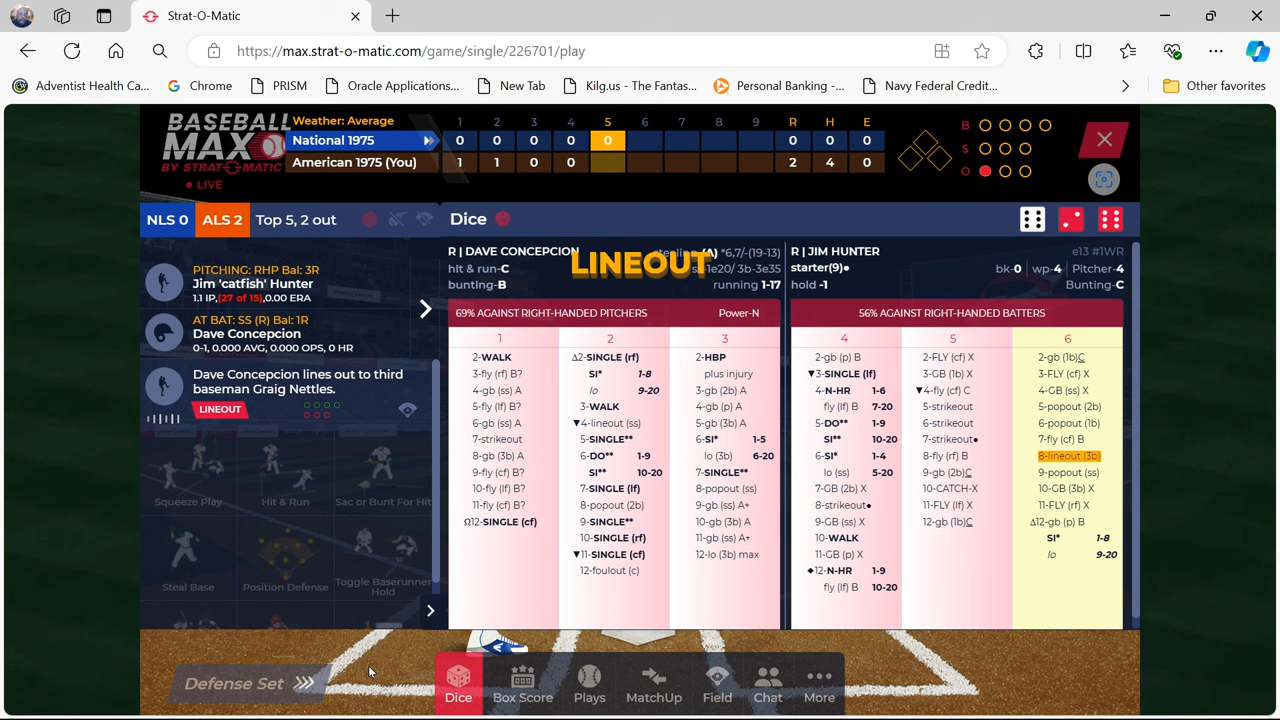 Strat-O-Matic
https://max.strat-o-matic.com/game/single/226701/play
Adventist Health Ca...
Chrome
PRISM
Oracle Applications...
New Tab
Kilg.us - The Fantas...
Personal Banking -...
Navy Federal Credit...
Other favorites
BASEBALL
MAX
BY STRAT-O-MATIC
LIVE
Weather: Average
1 2 3 4 5 6 7 8 9 R H E
National 1975 0 0 0 0 0 0 0 0
American 1975 (You) 1 1 0 0 2 4 0
B
S
O
NLS 0 ALS 2 Top 5, 2 out
Dice
PITCHING: RHP Bal: 3R
Jim 'catfish' Hunter
1.1 IP,(27 of 15),0.00 ERA
AT BAT: SS (R) Bal: 1R
Dave Concepcion
0-1, 0.000 AVG, 0.000 OPS, 0 HR
Dave Concepcion lines out to third
baseman Graig Nettles.
LINEOUT
Squeeze Play
Hit & Run
Sac or Bunt For Hit
Steal Base
Position Defense
Toggle Baserunner
Hold
R | DAVE CONCEPCION
(A) *6,7/-(19-13)
hit & run-C
1e20/ 3b-3e35
bunting-B
running 1-17
LINEOUT
69% AGAINST RIGHT-HANDED PITCHERS Power-N
1
2-WALK
3-fly (rf) B?
4-gb (ss) A
5-fly (lf) B?
6-gb (ss) A
7-strikeout
8-gb (3b) A
9-fly (cf) B?
10-fly (lf) B?
11-fly (cf) B?
Ω12-SINGLE (cf)
2
Δ2-SINGLE (rf)
SI* 1-8
lo 9-20
3-WALK
▼4-lineout (ss)
5-SINGLE**
6-DO** 1-9
SI** 10-20
7-SINGLE (lf)
8-popout (2b)
9-SINGLE**
10-SINGLE (rf)
▼11-SINGLE (cf)
12-foulout (c)
3
2-HBP
plus injury
3-gb (2b) A
4-gb (p) A
5-gb (3b) A
6-SI* 1-5
lo (3b) 6-20
7-SINGLE**
8-popout (ss)
9-gb (ss) A+
10-gb (3b) A
11-gb (ss) A+
12-lo (3b) max
R | JIM HUNTER
e13 #1WR
starter(9)●
bk-0 | wp-4 | Pitcher-4
hold -1
Bunting-C
56% AGAINST RIGHT-HANDED BATTERS
4
2-gb (p) B
▼3-SINGLE (lf)
4-N-HR 1-6
fly (lf) B 7-20
5-DO** 1-9
SI** 10-20
6-SI* 1-4
lo (ss) 5-20
7-GB (2b) X
8-strikeout●
9-GB (ss) X
10-WALK
11-GB (p) X
◆12-N-HR 1-9
fly (lf) B 10-20
5
2-FLY (cf) X
3-GB (1b) X
▼4-fly (cf) C
5-strikeout
6-strikeout
7-strikeout●
8-fly (rf) B
9-gb (2b)C
10-CATCH-X
11-FLY (lf) X
12-gb (1b)C
6
2-gb (1b)C
3-FLY (cf) X
4-GB (ss) X
5-popout (2b)
6-popout (1b)
7-fly (cf) B
8-lineout (3b)
9-popout (ss)
10-GB (3b) X
11-FLY (rf) X
Δ12-gb (p) B
SI* 1-8
lo 9-20
Defense Set
Dice
Box Score
Plays
MatchUp
Field
Chat
More